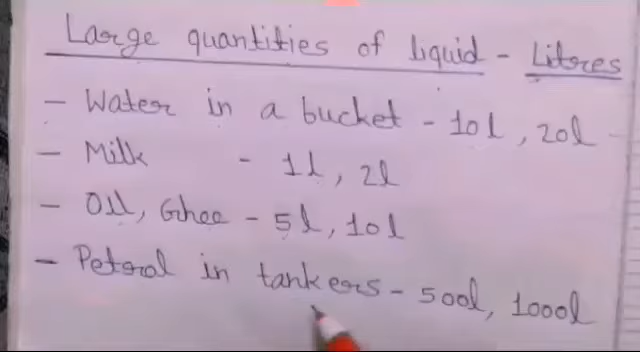 Large quantities of liquid - Litres
- Water in a bucket - 10l, 20l
- Milk - 1l, 2l
- Oil, Ghee - 5l, 10l
- Petoral in tankers - 500l, 1000l